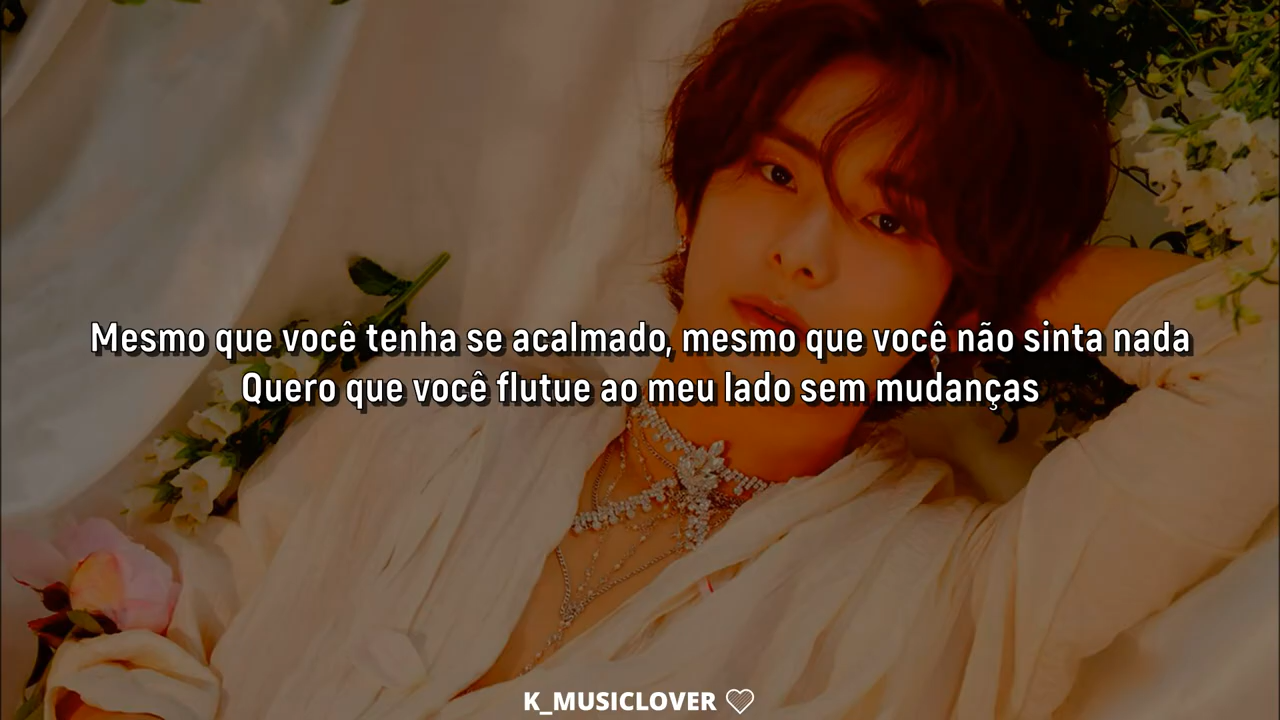 Mesmo que você tenha se acalmado, mesmo que você não sinta nada
Quero que você flutue ao meu lado sem mudanças
K_MUSICLOVER ♡